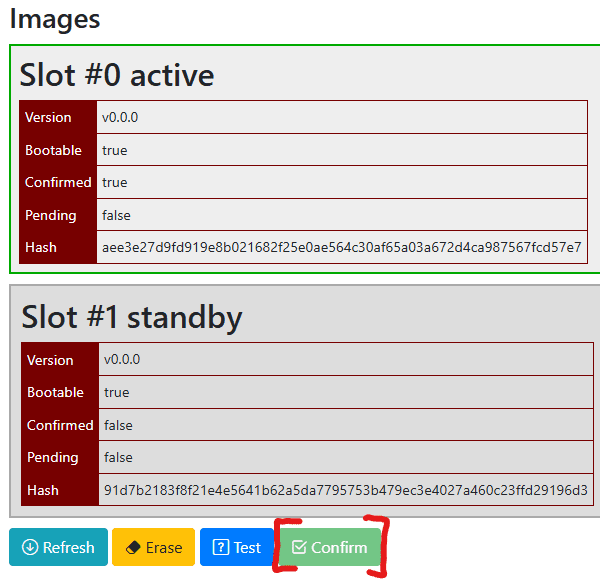 Images
Slot #0 active
Version v0.0.0
Bootable true
Confirmed true
Pending false
Hash aee3e27d9fd919e8b021682f25e0ae564c30af65a03a672d4ca987567fcd57e7
Slot #1 standby
Version v0.0.0
Bootable true
Confirmed false
Pending false
Hash 91d7b2183f8f21e4e5641b62a5da7795753b479ec3e4027a460c23ffd29196d3
Refresh Erase Test Confirm